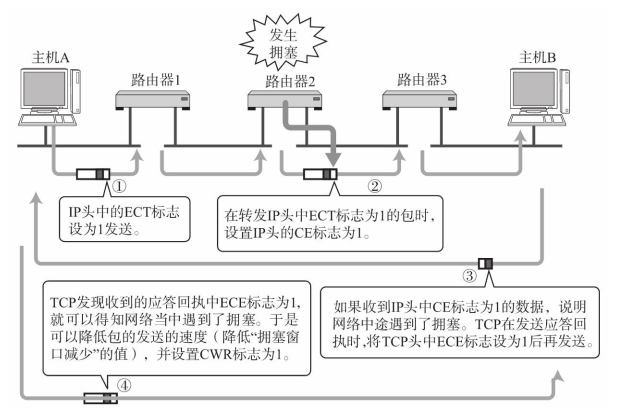 发生
拥塞
主机A
路由器1
路由器2
路由器3
主机B
①
IP头中的ECT标志
设为1发送。
②
在转发IP头中ECT标志为1的包时，
设置IP头的CE标志为1。
③
如果收到IP头中CE标志为1的数据，说明
网络中途遇到了拥塞。TCP在发送应答回
执时，将TCP头中ECE标志设为1后再发送。
TCP发现收到的应答回执中ECE标志为1，
就可以得知网络当中遇到了拥塞。于是
可以降低包的发送的速度（降低“拥塞窗
口减少”的值），并设置CWR标志为1。
④